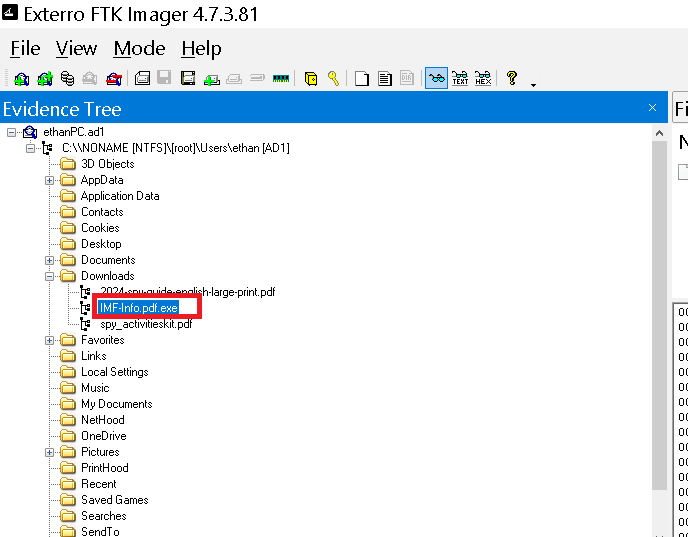 Exterro FTK Imager 4.7.3.81
File View Mode Help
TEXT HEX
Evidence Tree
ethanPC.ad1
C:\\NONAME [NTFS]\[root]\Users\ethan [AD1]
3D Objects
AppData
Application Data
Contacts
Cookies
Desktop
Documents
Downloads
2024-spy-guide-english-large-print.pdf
IMF-Info.pdf.exe
spy_activitieskit.pdf
Favorites
Links
Local Settings
Music
My Documents
NetHood
OneDrive
Pictures
PrintHood
Recent
Saved Games
Searches
SendTo